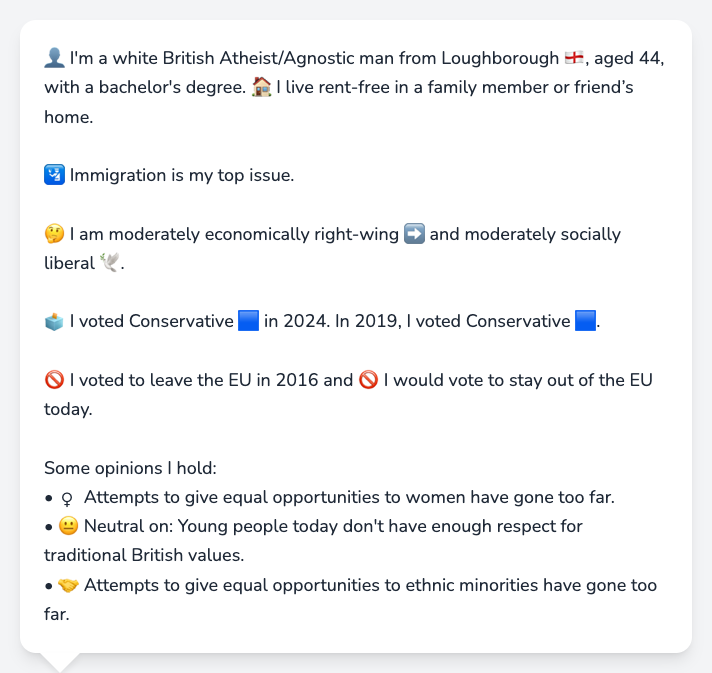 👤 I'm a white British Atheist/Agnostic man from Loughborough 🏴󠁧󠁢󠁥󠁮󠁧󠁿, aged 44,
with a bachelor's degree. 🏠 I live rent-free in a family member or friend’s
home.
🛂 Immigration is my top issue.
🤔 I am moderately economically right-wing ➡️ and moderately socially
liberal 🕊️.
🗳️ I voted Conservative 🟦 in 2024. In 2019, I voted Conservative 🟦.
🚫 I voted to leave the EU in 2016 and 🚫 I would vote to stay out of the EU
today.
Some opinions I hold:
• ♀ Attempts to give equal opportunities to women have gone too far.
• 😐 Neutral on: Young people today don't have enough respect for
traditional British values.
• 🤝 Attempts to give equal opportunities to ethnic minorities have gone too
far.